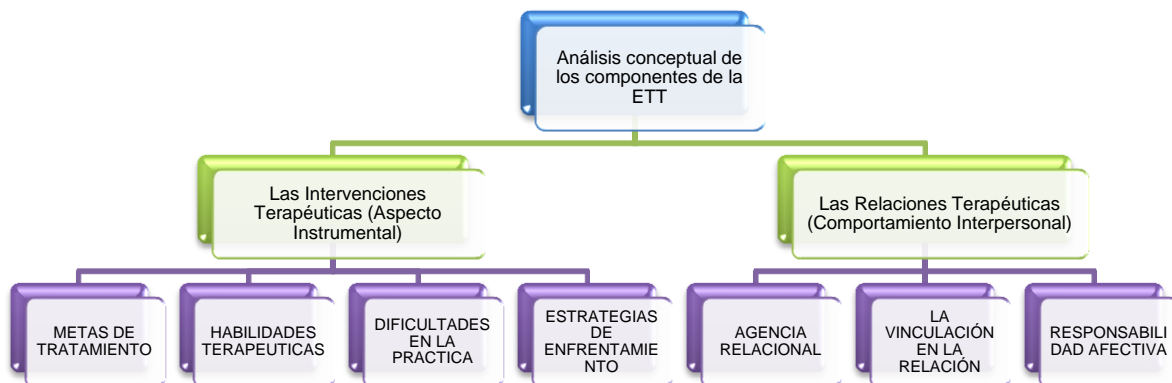 Análisis conceptual de
los componentes de la
ETT
Las Intervenciones
Terapéuticas (Aspecto
Instrumental)
Las Relaciones Terapéuticas
(Comportamiento Interpersonal)
METAS DE
TRATAMIENTO
HABILIDADES
TERAPEUTICAS
DIFICULTADES
EN LA
PRACTICA
ESTRATEGIAS
DE
ENFRENTAMIE
NTO
AGENCIA
RELACIONAL
LA
VINCULACIÓN
EN LA
RELACIÓN
RESPONSABILI
DAD AFECTIVA